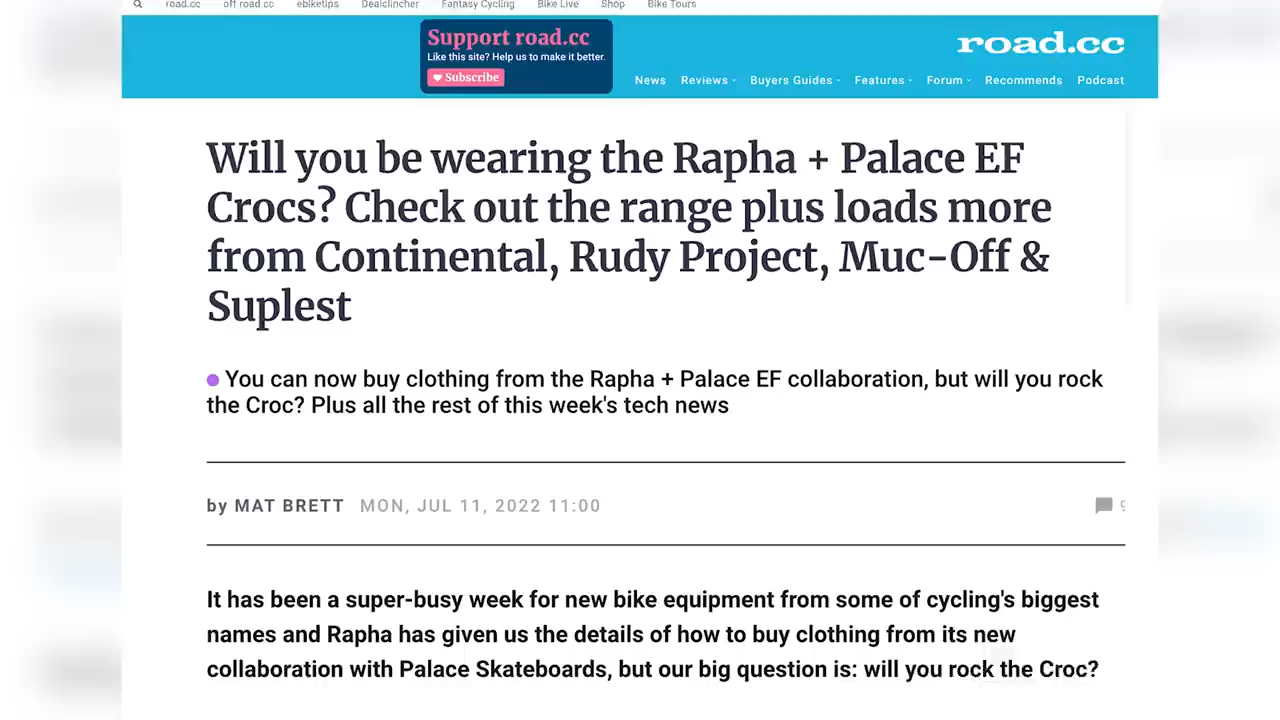 road.cc off road cc ebiketips Dealclincher Fantasy Cycling Bike Live Shop Bike Tours
Support road.cc
Like this site? Help us to make it better.
Subscribe
road.cc
News Reviews Buyers Guides Features Forum Recommends Podcast
Will you be wearing the Rapha + Palace EF
Crocs? Check out the range plus loads more
from Continental, Rudy Project, Muc-Off &
Suplest
You can now buy clothing from the Rapha + Palace EF collaboration, but will you rock
the Croc? Plus all the rest of this week's tech news
by MAT BRETT MON, JUL 11, 2022 11:00
It has been a super-busy week for new bike equipment from some of cycling's biggest
names and Rapha has given us the details of how to buy clothing from its new
collaboration with Palace Skateboards, but our big question is: will you rock the Croc?